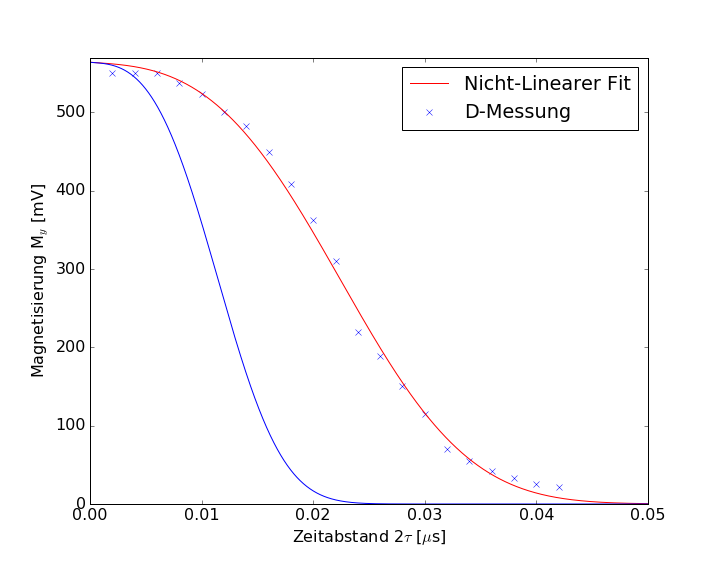 Nicht-Linearer Fit
D-Messung
Magnetisierung M_y [mV]
500
400
300
200
100
0
0.00 0.01 0.02 0.03 0.04 0.05
Zeitabstand 2τ [μs]